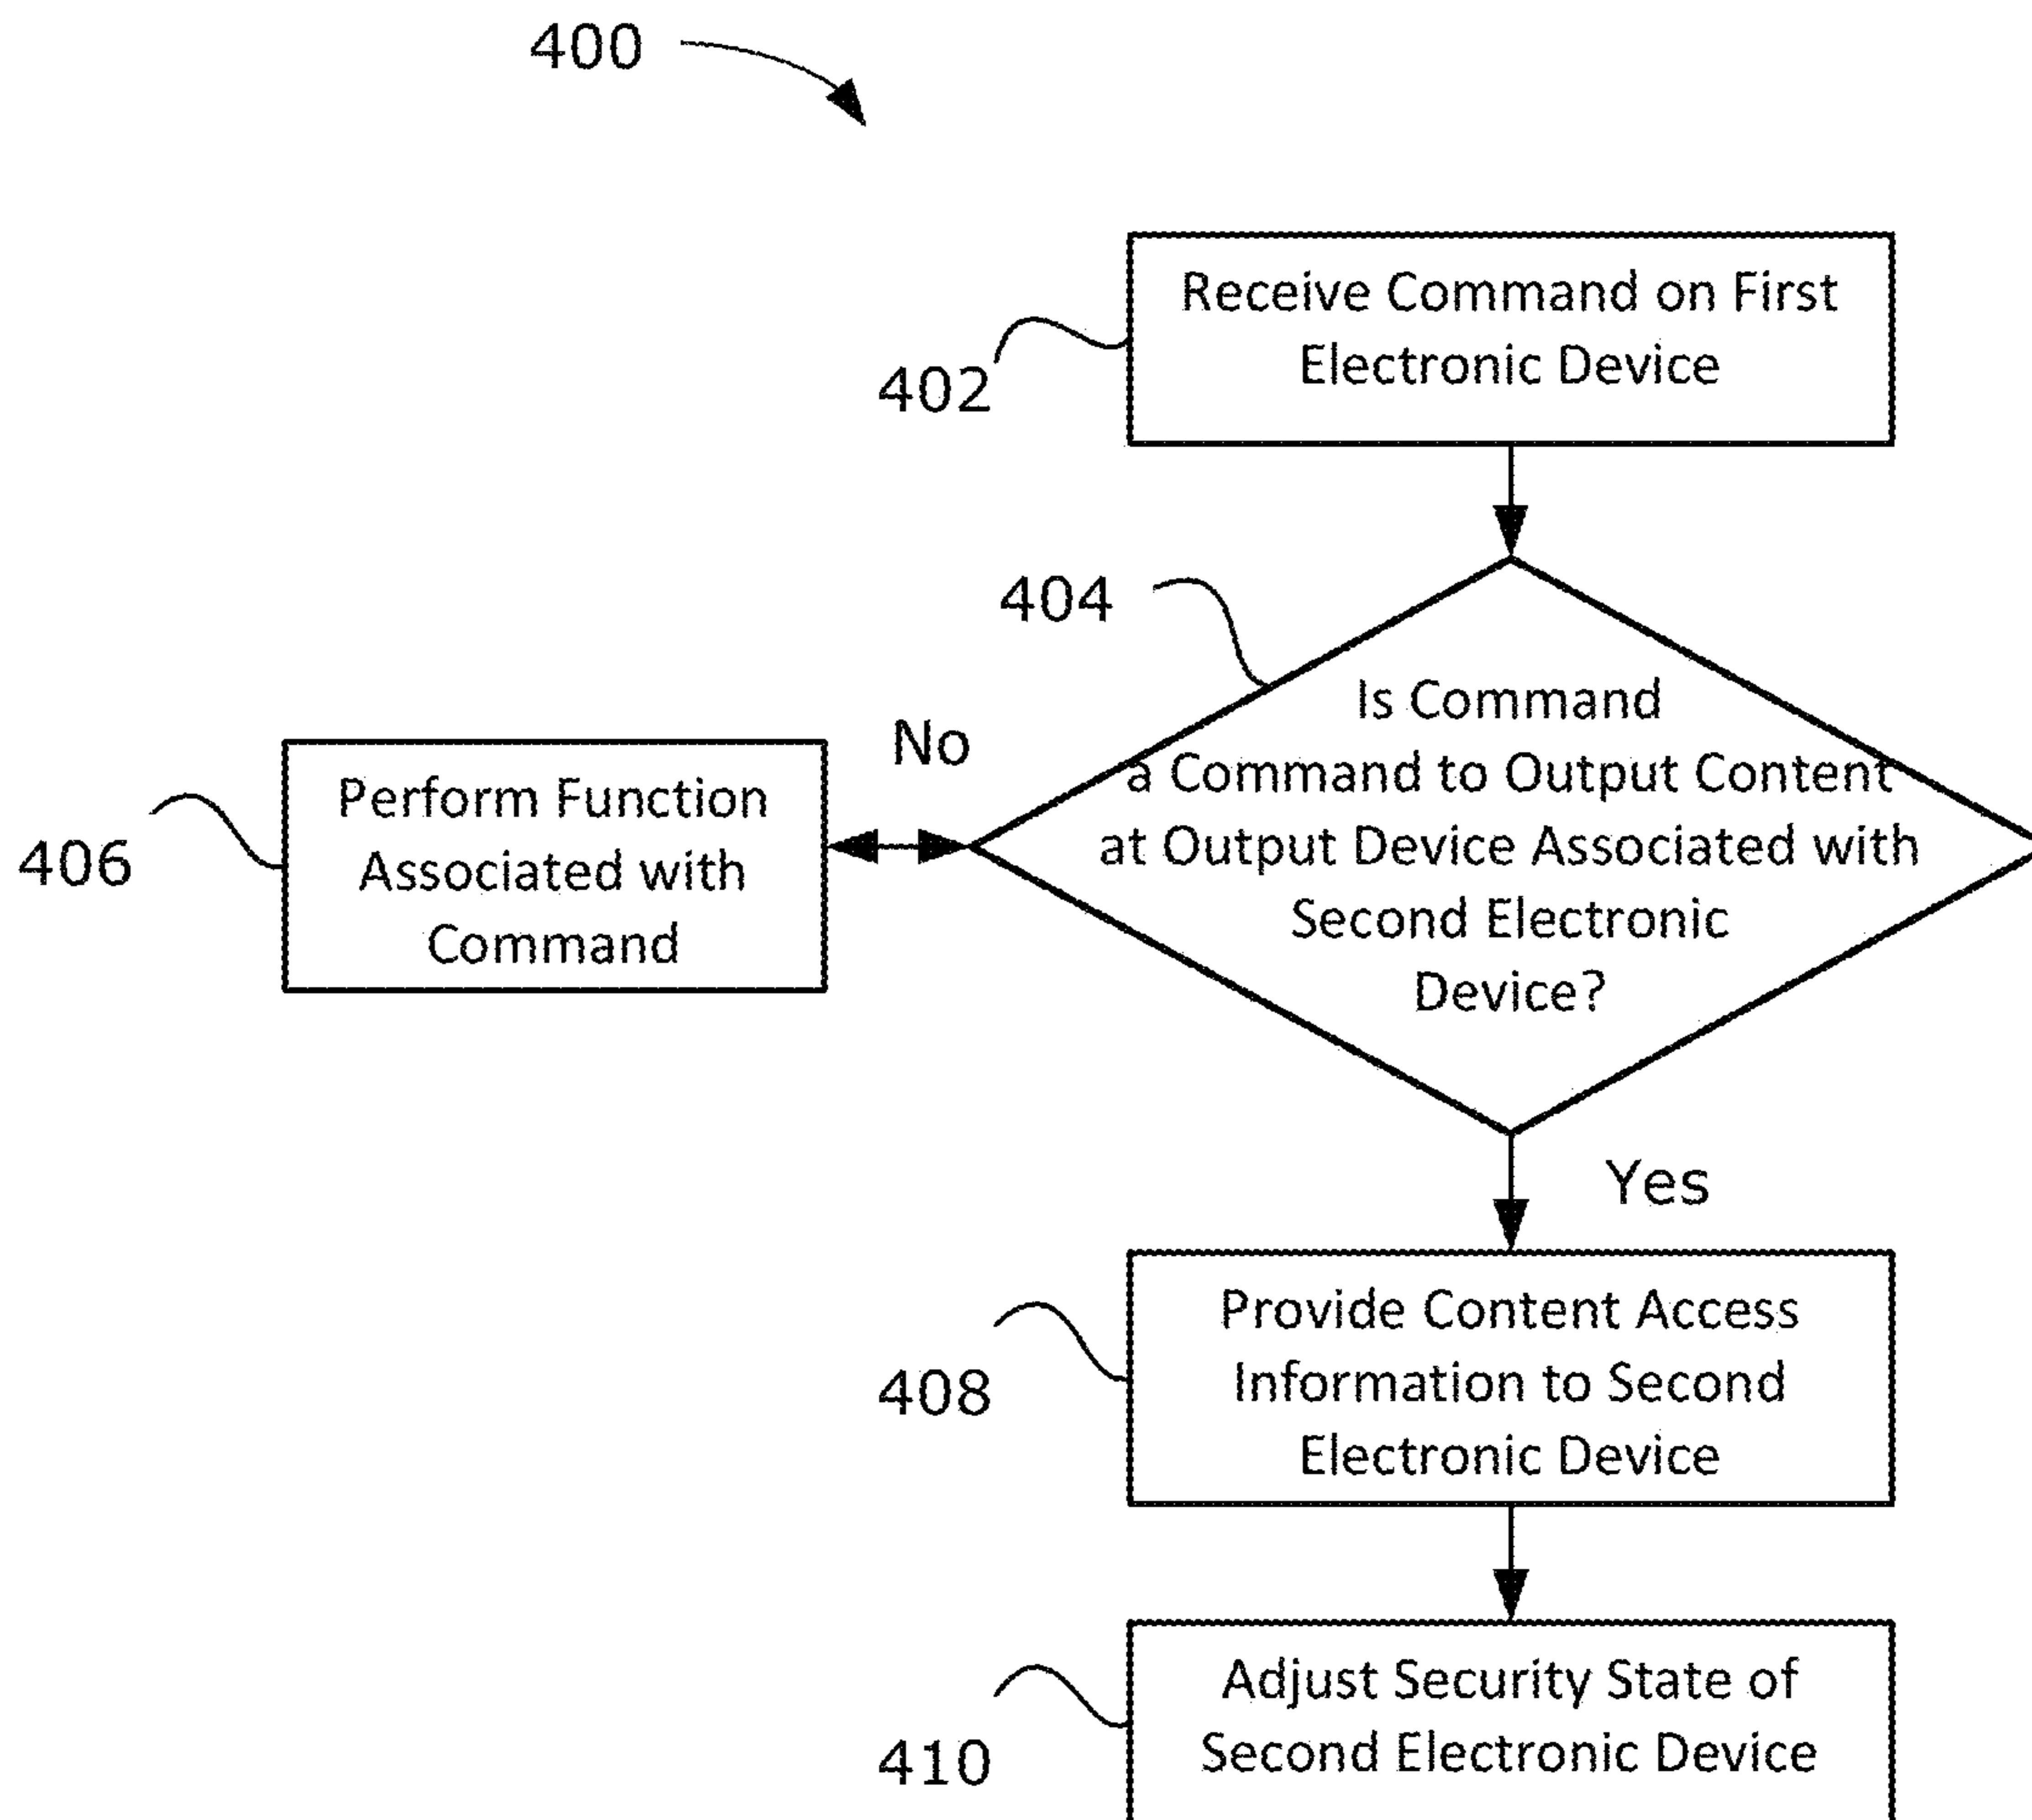 400
Receive Command on First
Electronic Device
402
404
Is Command
a Command to Output Content
at Output Device Associated with
Second Electronic
Device?
No
Perform Function
Associated with
Command
406
Yes
Provide Content Access
Information to Second
Electronic Device
408
Adjust Security State of
Second Electronic Device
410